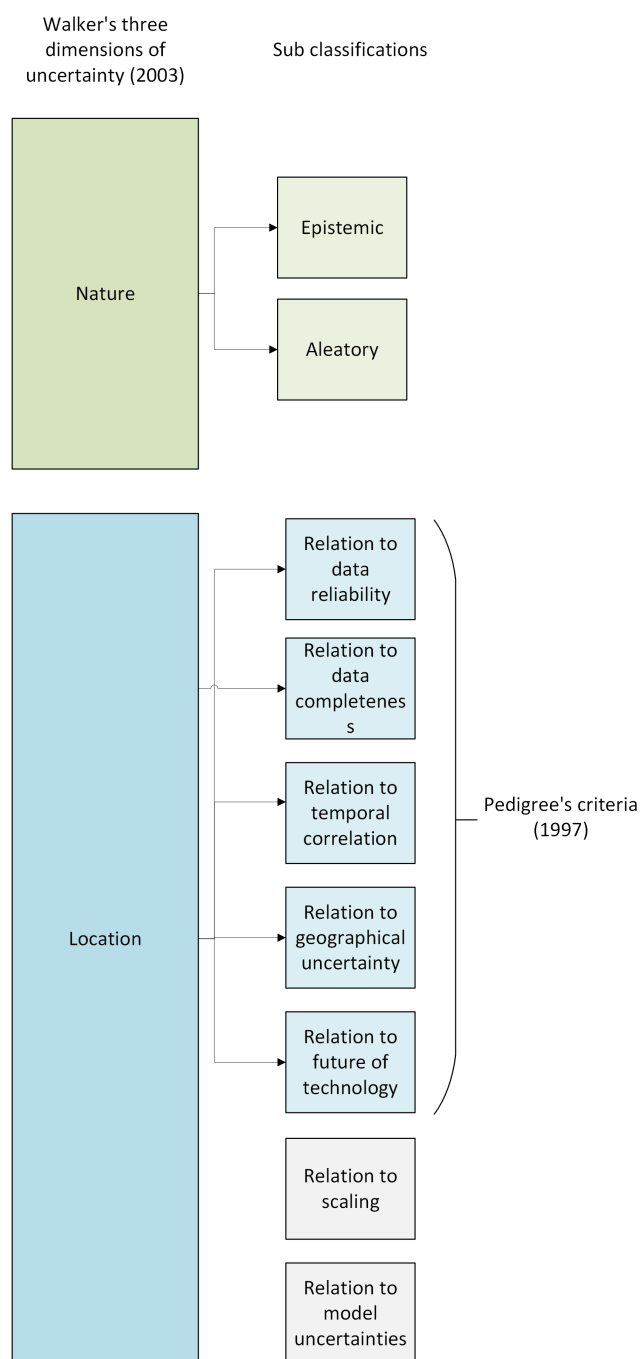 Walker's three
dimensions of
uncertainty (2003)
Sub classifications
Nature
Epistemic
Aleatory
Location
Relation to
data
reliability
Relation to
data
completenes
s
Relation to
temporal
correlation
Relation to
geographical
uncertainty
Relation to
future of
technology
Pedigree's criteria
(1997)
Relation to
scaling
Relation to
model
uncertainties